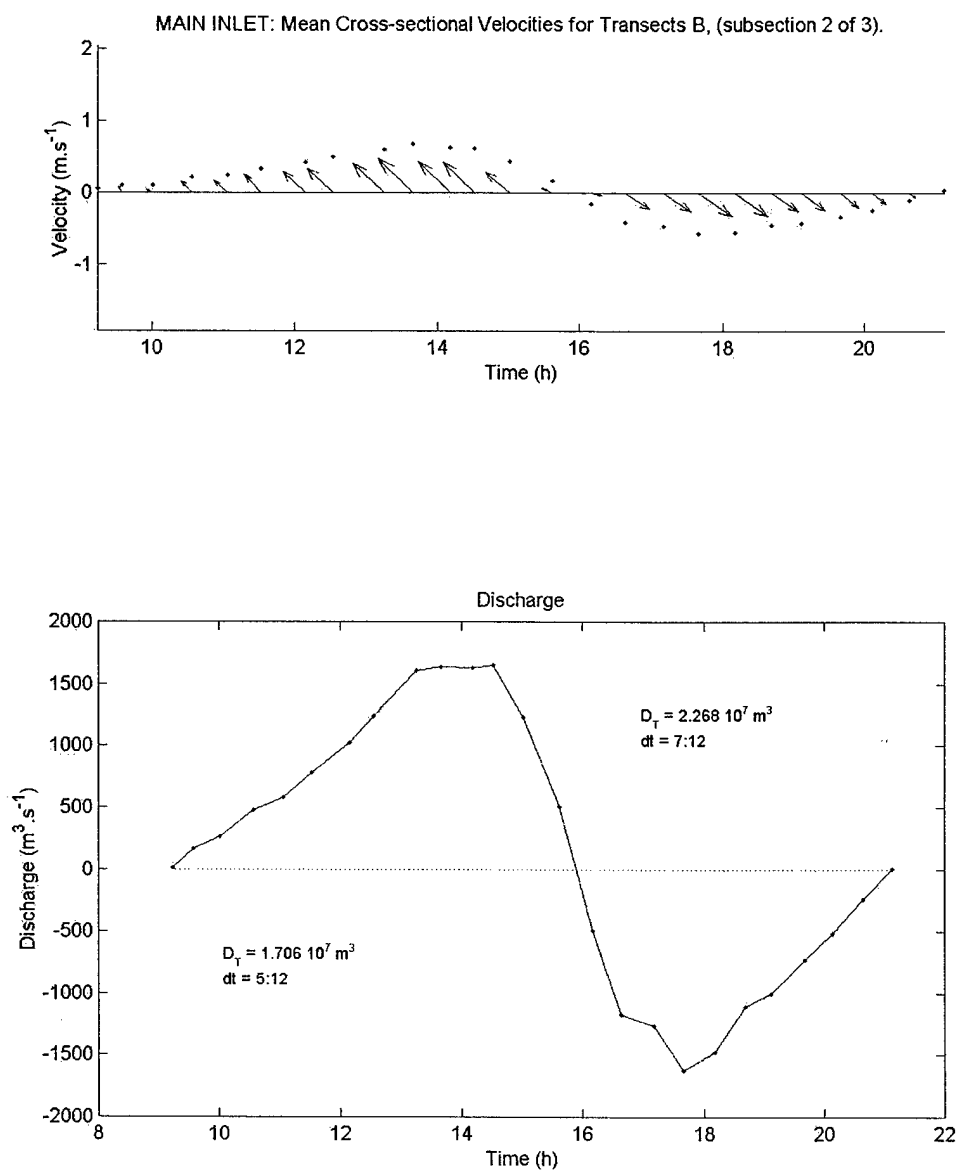 MAIN INLET: Mean Cross-sectional Velocities for Transects B, (subsection 2 of 3).
2
1
0
-1
Velocity (m.s⁻¹)
10 12 14 16 18 20
Time (h)
Discharge
2000
1500
1000
500
0
-500
-1000
-1500
-2000
Discharge (m³.s⁻¹)
D_T = 2.268 10⁷ m³
dt = 7:12
D_T = 1.706 10⁷ m³
dt = 5:12
8 10 12 14 16 18 20 22
Time (h)